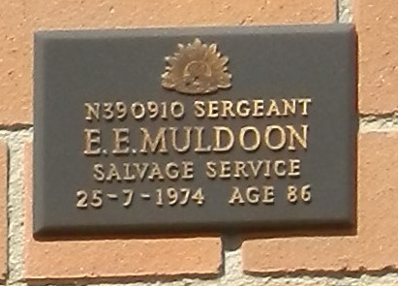 N390910 SERGEANT
E.E.MULDOON
SALVAGE SERVICE
25-7-1974 AGE 86